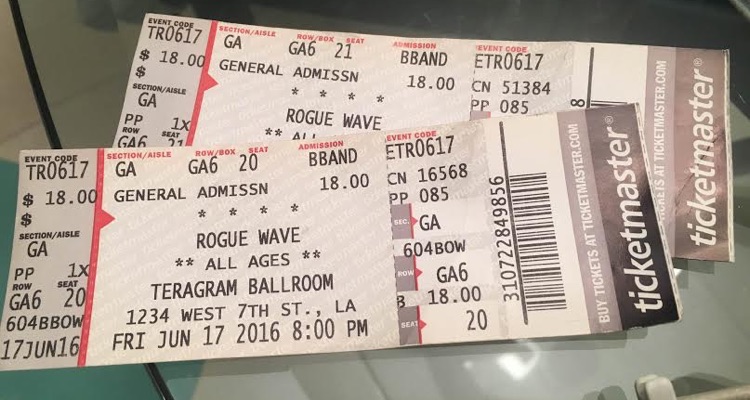 EVENT CODE
TR0617
$ 18.00
$
SECTION/AISLE
GA
PP 1X
ROW SEAT
GA6 21
SECTION/AISLE ROW/BOX SEAT ADMISSION
GA GA6 21 BBAND
GENERAL ADMISSN 18.00
* * * *
ROGUE WAVE
** ALL
EVENT CODE
ETR0617
CN 51384
PP 085
8
BUY TICKETS AT TICKETMASTER.COM
ticketmaster®
EVENT CODE
TR0617
$ 18.00
$
SECTION/AISLE
GA
PP 1X
ROW SEAT
GA6 20
604BBOW
17JUN16
SECTION/AISLE ROW/BOX SEAT ADMISSION
GA GA6 20 BBAND
GENERAL ADMISSN 18.00
* * * *
ROGUE WAVE
** ALL AGES **
TERAGRAM BALLROOM
1234 WEST 7TH ST., LA
FRI JUN 17 2016 8:00 PM
EVENT CODE
ETR0617
CN 16568
PP 085
SEC. GA
604BOW
ROW GA6
B 18.00
SEAT 20
310722849856
BUY TICKETS AT TICKETMASTER.COM
ticketmaster®